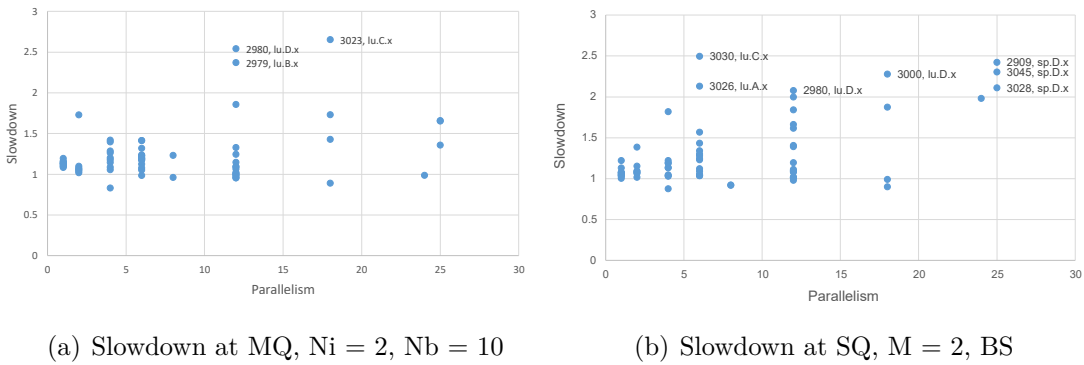 3
2.5
2
1.5
1
0.5
0
0
5
10
15
20
25
30
Slowdown
Parallelism
2980, lu.D.x
2979, lu.B.x
3023, lu.C.x
(a) Slowdown at MQ, Ni = 2, Nb = 10
3
2.5
2
1.5
1
0.5
0
0
5
10
15
20
25
30
Slowdown
Parallelism
3030, lu.C.x
3026, lu.A.x
2980, lu.D.x
3000, lu.D.x
2909, sp.D.x
3045, sp.D.x
3028, sp.D.x
(b) Slowdown at SQ, M = 2, BS